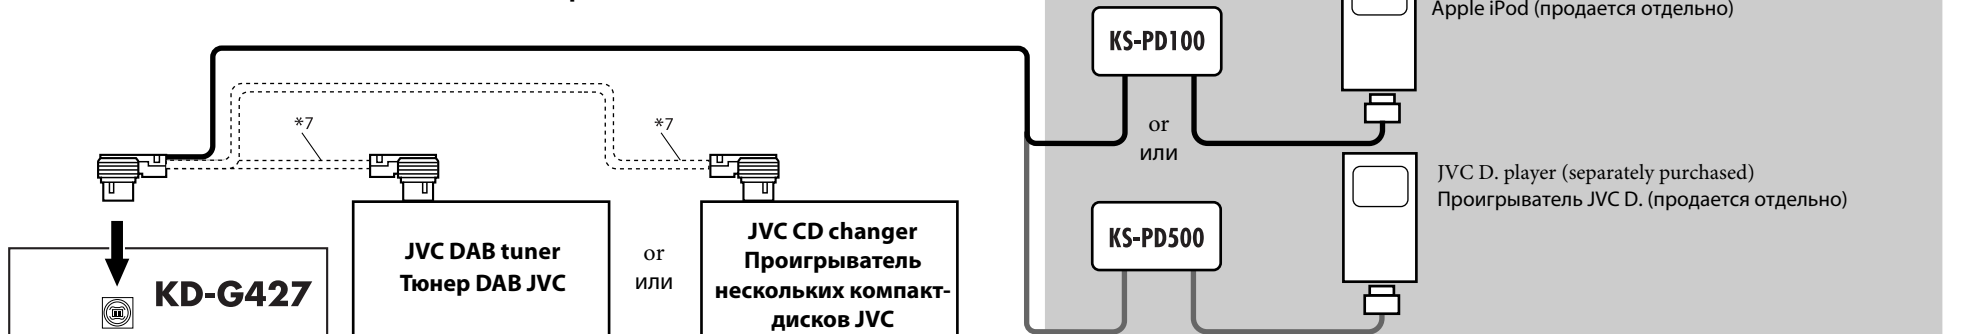 Apple iPod (продается отдельно)
KS-PD100
*7
*7
or
или
JVC D. player (separately purchased)
Проигрыватель JVC D. (продается отдельно)
KS-PD500
KD-G427
JVC DAB tuner
Тюнер DAB JVC
or
или
JVC CD changer
Проигрыватель
нескольких компакт-
дисков JVC